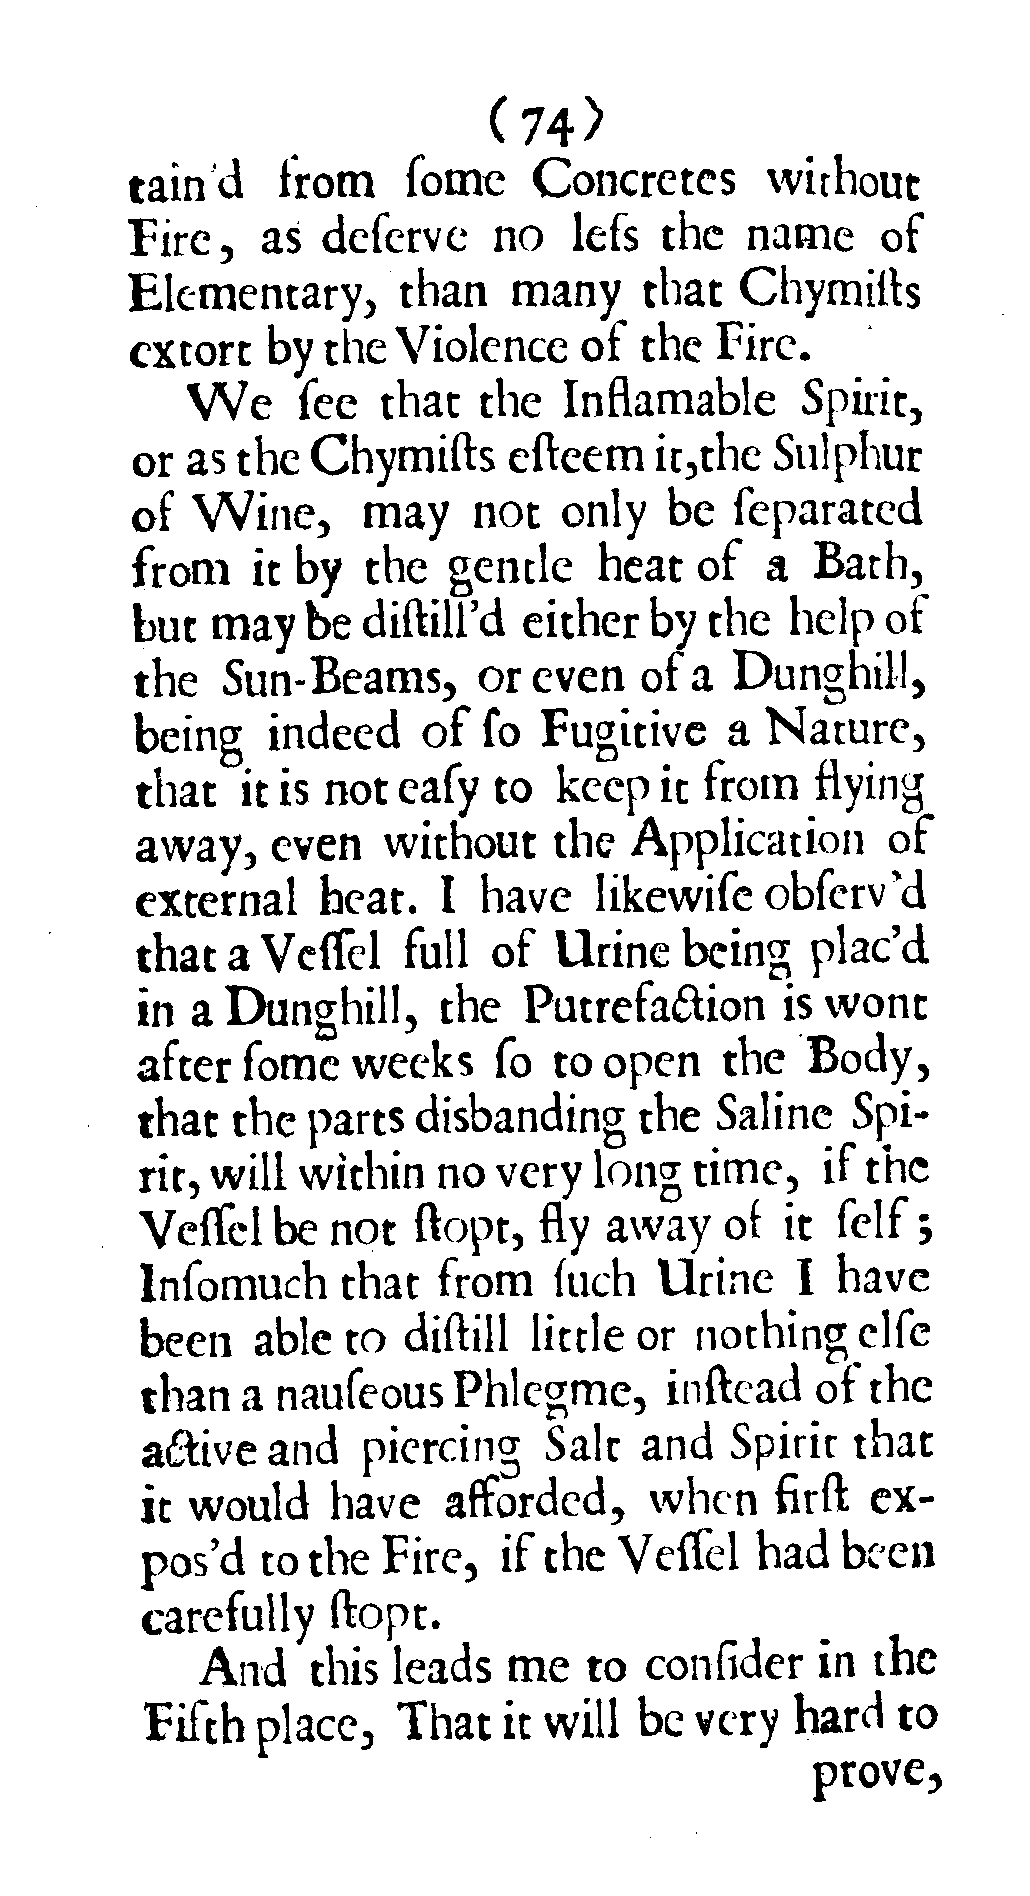 (74)
tain'd from ſome Concretes without
Fire, as deſerve no leſs the name of
Elementary, than many that Chymiſts
extort by the Violence of the Fire.
We ſee that the Inflamable Spirit,
or as the Chymiſts eſteem it,the Sulphur
of Wine, may not only be ſeparated
from it by the gentle heat of a Bath,
but may be diſtill'd either by the help of
the Sun-Beams, or even of a Dunghill,
being indeed of ſo Fugitive a Nature,
that it is not eaſy to keep it from flying
away, even without the Application of
external heat. I have likewiſe obſerv'd
that a Veſſel full of Urine being plac'd
in a Dunghill, the Putrefaction is wont
after ſome weeks ſo to open the Body,
that the parts disbanding the Saline Spi-
rit, will within no very long time, if the
Veſſel be not ſtopt, fly away of it ſelf;
Inſomuch that from ſuch Urine I have
been able to diſtill little or nothing elſe
than a nauſeous Phlegme, inſtead of the
active and piercing Salt and Spirit that
it would have afforded, when firſt ex-
pos'd to the Fire, if the Veſſel had been
carefully ſtopt.
And this leads me to conſider in the
Fifth place, That it will be very hard to
prove,